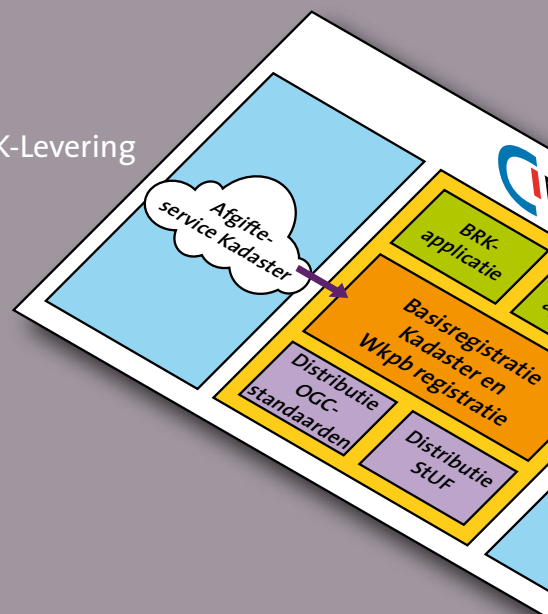 K-Levering
Afgifte-
service Kadaster
BRK-
applicatie
Basisregistratie
Kadaster en
Wkpb registratie
Distributie
OGC-
standaarden
Distributie
StUF